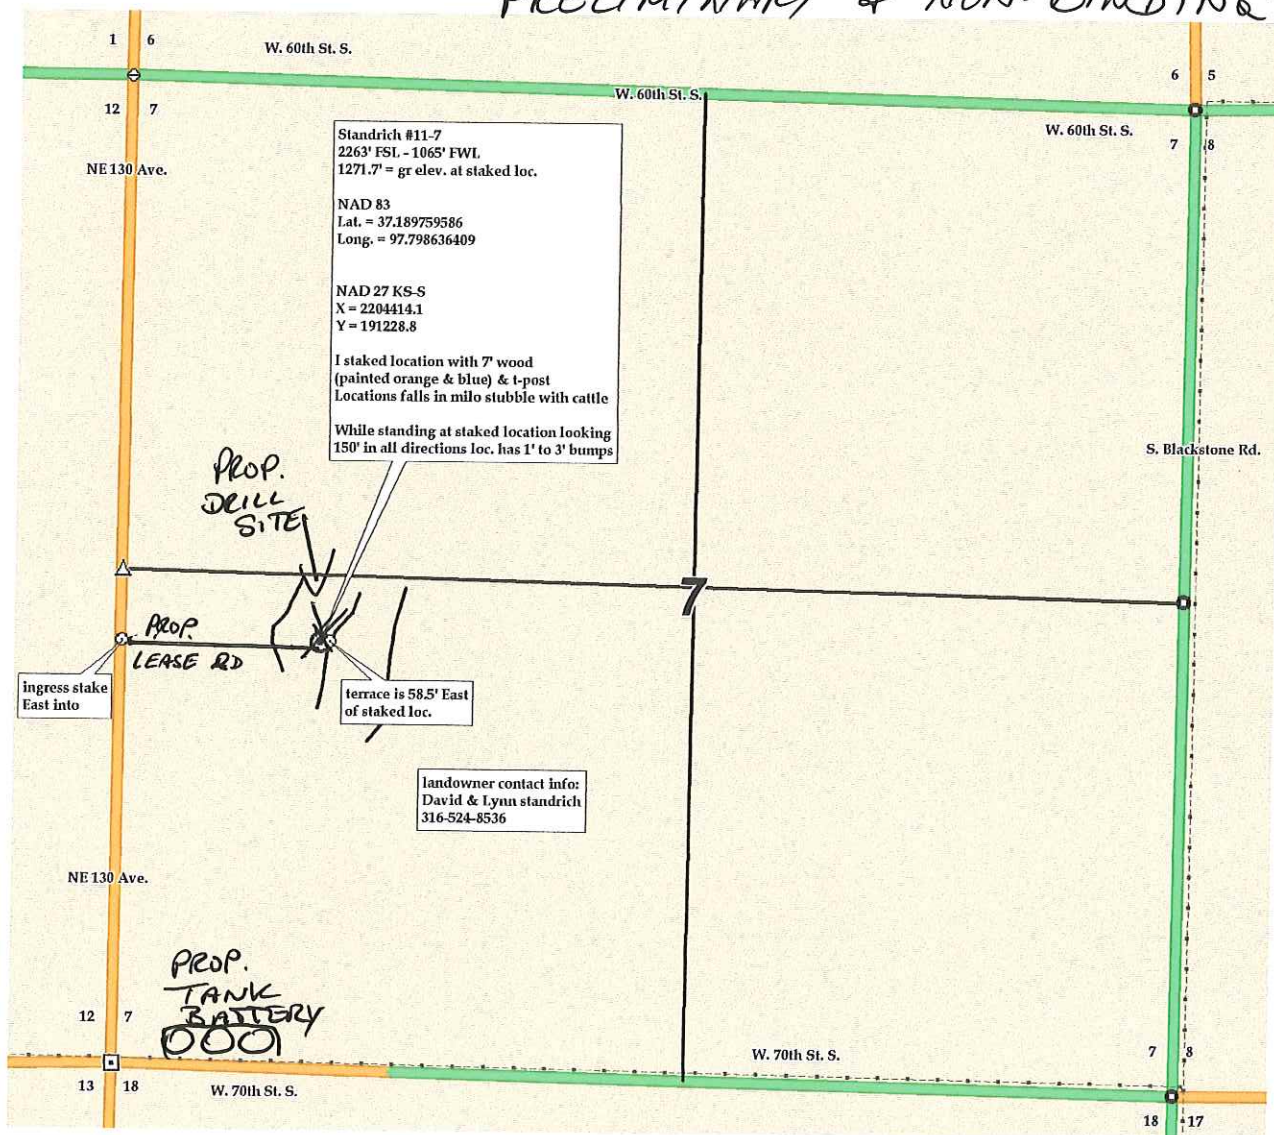 PRELIMINARY & NON-BINDING
1 6
W. 60th St. S.
6 5
12 7
W. 60th St. S.
W. 60th St. S.
7 8
NE 130 Ave.
Standrich #11-7
2263' FSL - 1065' FWL
1271.7' = gr elev. at staked loc.
NAD 83
Lat. = 37.189759586
Long. = 97.798636409
NAD 27 KS-S
X = 2204414.1
Y = 191228.8
I staked location with 7' wood
(painted orange & blue) & t-post
Locations falls in milo stubble with cattle
While standing at staked location looking
150' in all directions loc. has 1' to 3' bumps
S. Blackstone Rd.
PROP.
DRILL
SITE
7
PROP.
LEASE RD
ingress stake
East into
terrace is 58.5' East
of staked loc.
landowner contact info:
David & Lynn standrich
316-524-8536
NE 130 Ave.
PROP.
TANK
BATTERY
12 7
W. 70th St. S.
7 8
13 18
W. 70th St. S.
18 17